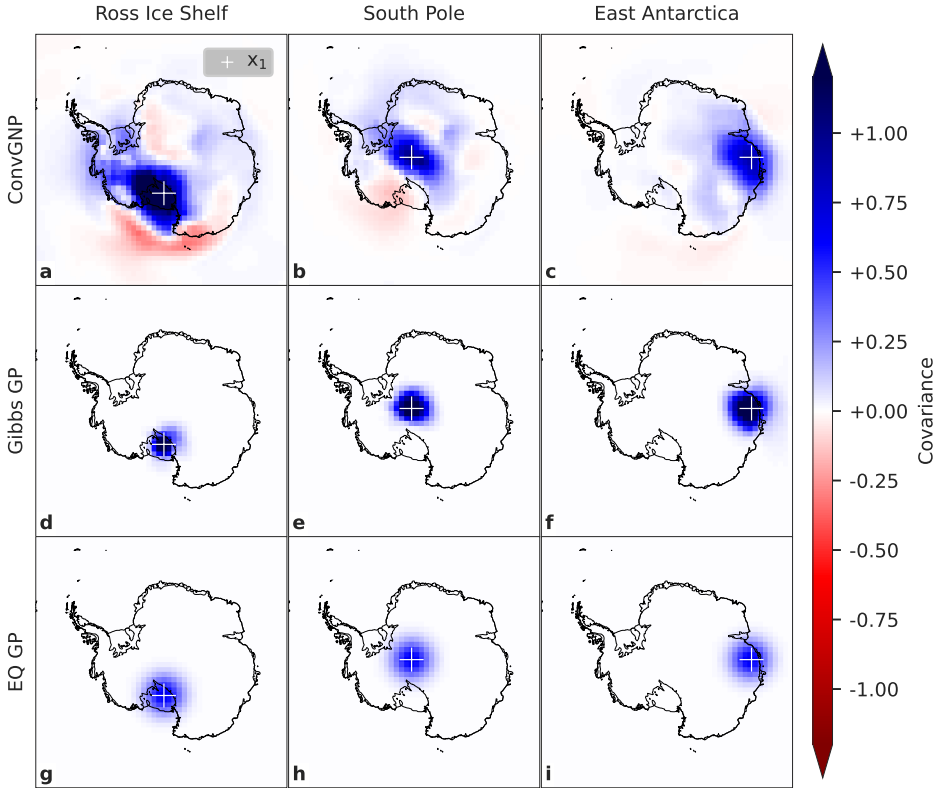 Ross Ice Shelf South Pole East Antarctica
x₁
ConvGNP
a b c
Gibbs GP
d e f
EQ GP
g h i
+1.00
+0.75
+0.50
+0.25
+0.00
-0.25
-0.50
-0.75
-1.00
Covariance